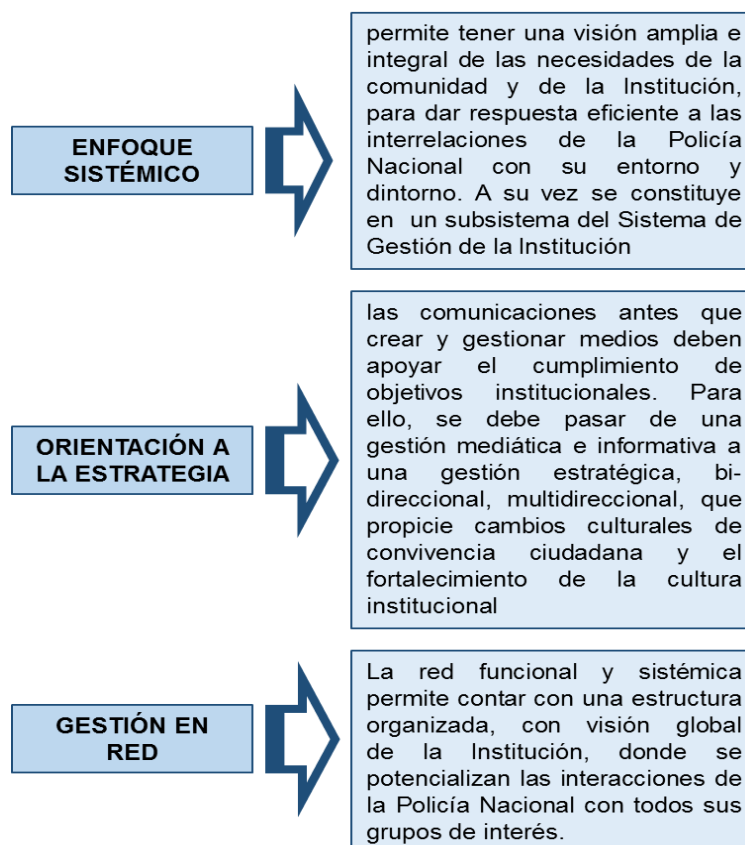 ENFOQUE
SISTÉMICO
permite tener una visión amplia e
integral de las necesidades de la
comunidad y de la Institución,
para dar respuesta eficiente a las
interrelaciones de la Policía
Nacional con su entorno y
dintorno. A su vez se constituye
en un subsistema del Sistema de
Gestión de la Institución
ORIENTACIÓN A
LA ESTRATEGIA
las comunicaciones antes que
crear y gestionar medios deben
apoyar el cumplimiento de
objetivos institucionales. Para
ello, se debe pasar de una
gestión mediática e informativa a
una gestión estratégica, bi-
direccional, multidireccional, que
propicie cambios culturales de
convivencia ciudadana y el
fortalecimiento de la cultura
institucional
GESTIÓN EN
RED
La red funcional y sistémica
permite contar con una estructura
organizada, con visión global
de la Institución, donde se
potencializan las interacciones de
la Policía Nacional con todos sus
grupos de interés.